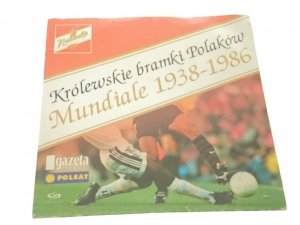 Królewskie bramki Polaków
Mundiale 1938-1986
gazeta
POLSAT